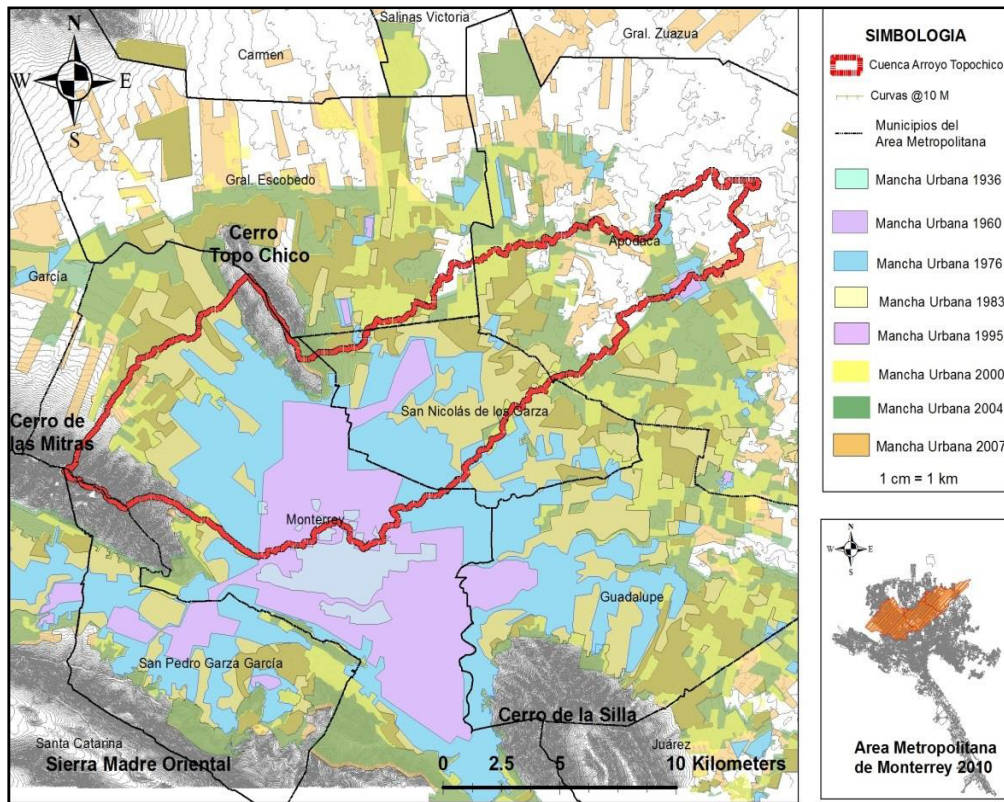 Salinas Victoria
Carmen
Gral. Zuazua
N
W
E
S
Gral. Escobedo
Cerro
Topo Chico
Apodaca
García
San Nicolás de los Garza
Cerro de
las Mitras
Monterrey
Guadalupe
San Pedro Garza García
Cerro de la Silla
Santa Catarina
Juárez
Sierra Madre Oriental
0 2.5 5 10 Kilometers
SIMBOLOGIA
Cuenca Arroyo Topochico
Curvas @10 M
Municipios del
Area Metropolitana
Mancha Urbana 1936
Mancha Urbana 1960
Mancha Urbana 1976
Mancha Urbana 1983
Mancha Urbana 1995
Mancha Urbana 2000
Mancha Urbana 2004
Mancha Urbana 2007
1 cm = 1 km
N
W
E
S
Area Metropolitana
de Monterrey 2010